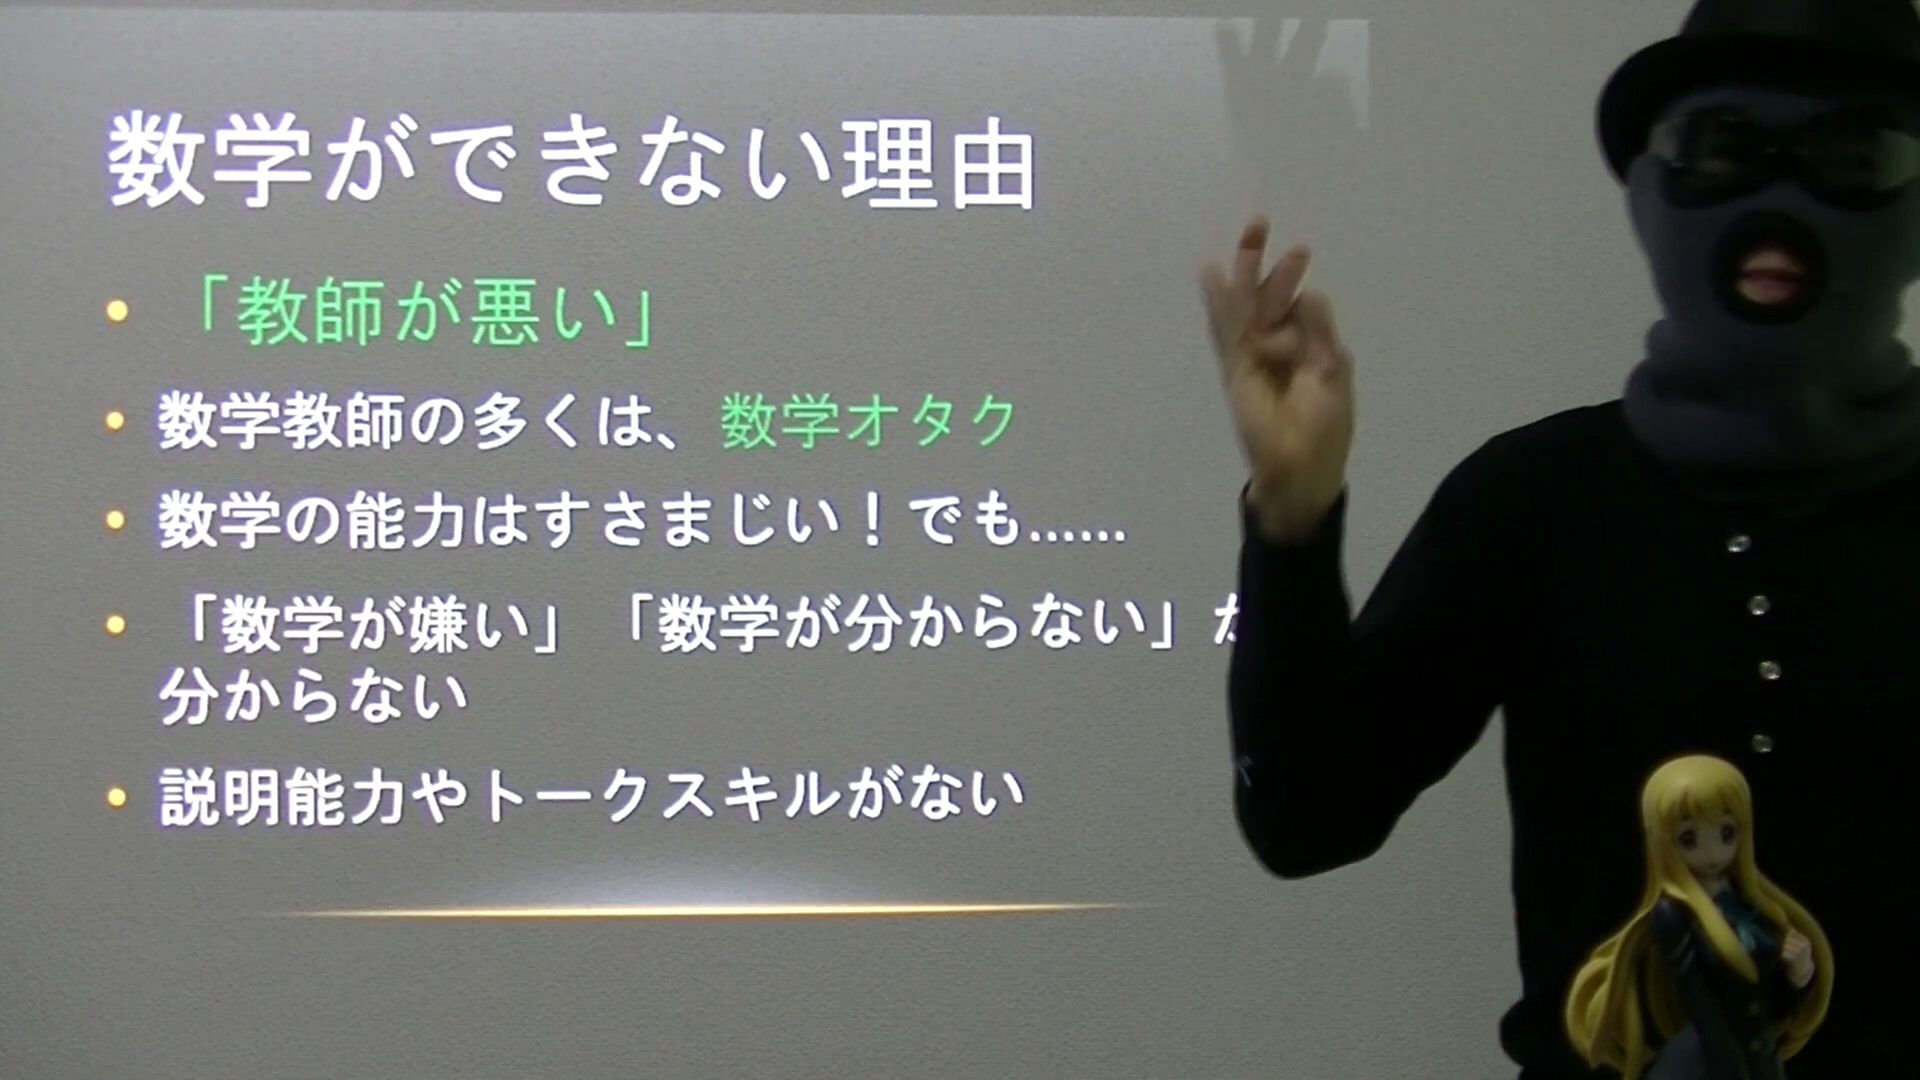 数学ができない理由
・「教師が悪い」
・数学教師の多くは、数学オタク
・数学の能力はすさまじい！でも……
・「数学が嫌い」「数学が分からない」
分からない
・説明能力やトークスキルがない